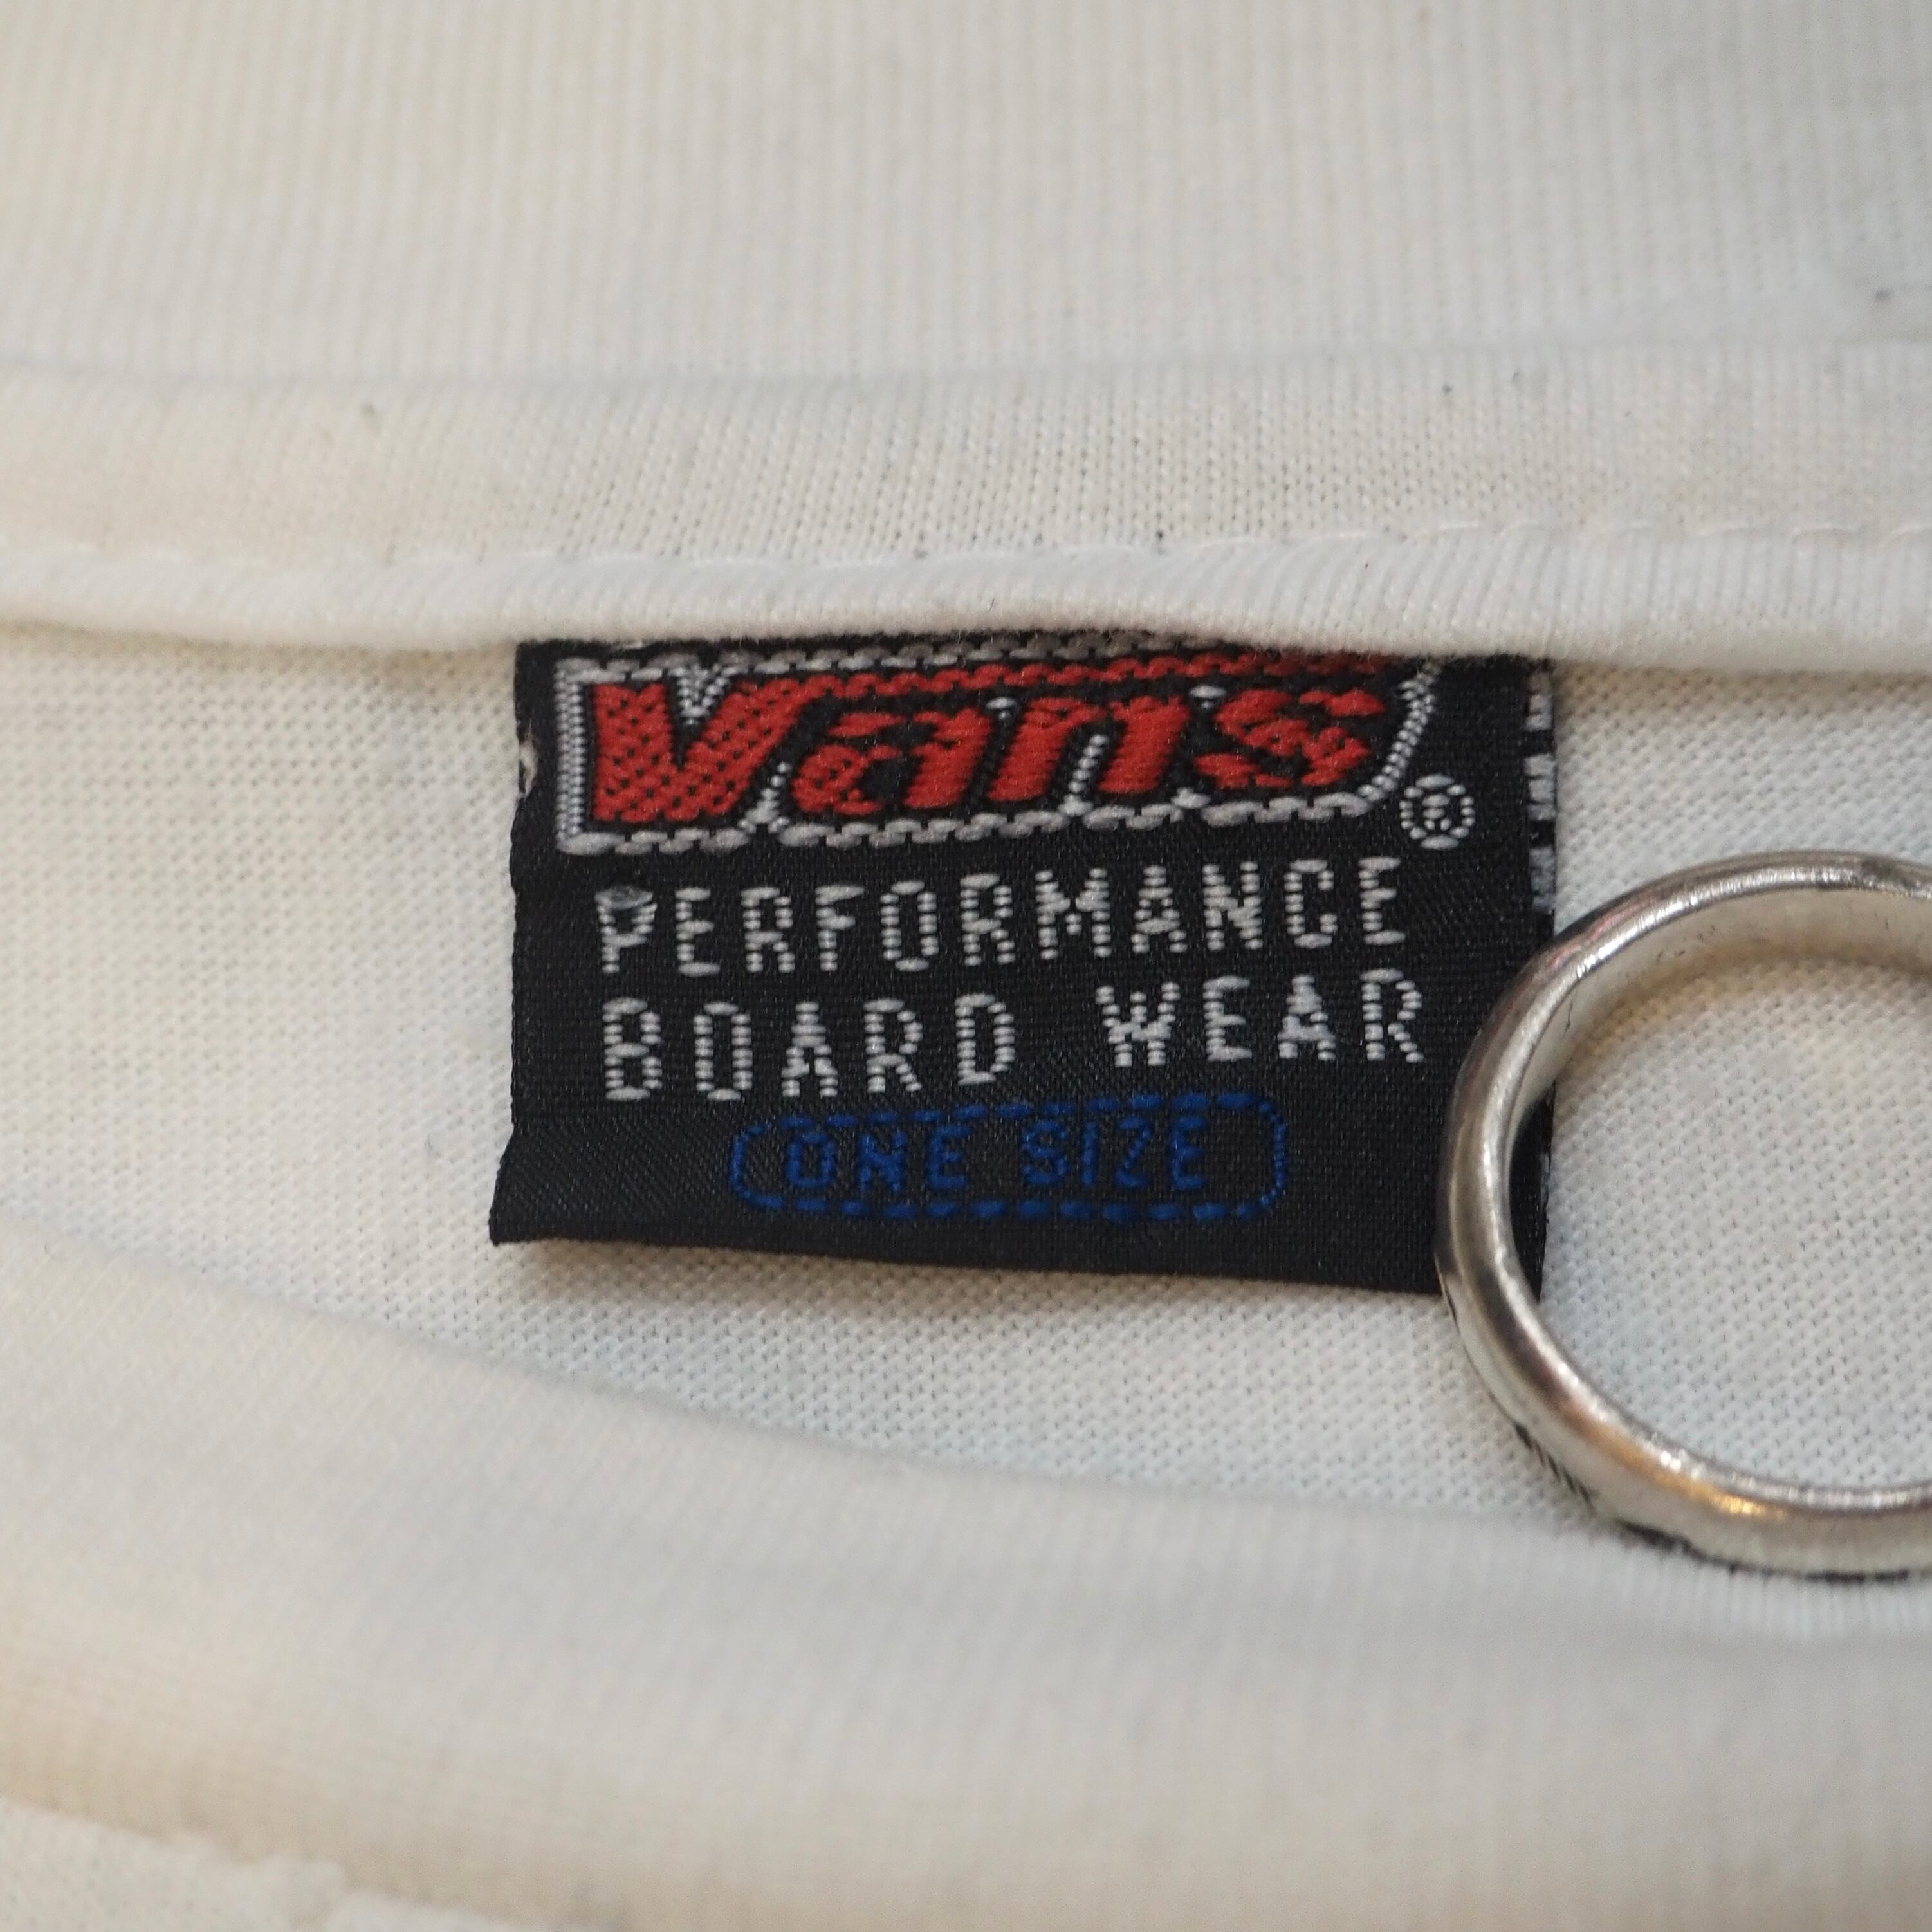 Vans®
PERFORMANCE
BOARD WEAR
ONE SIZE